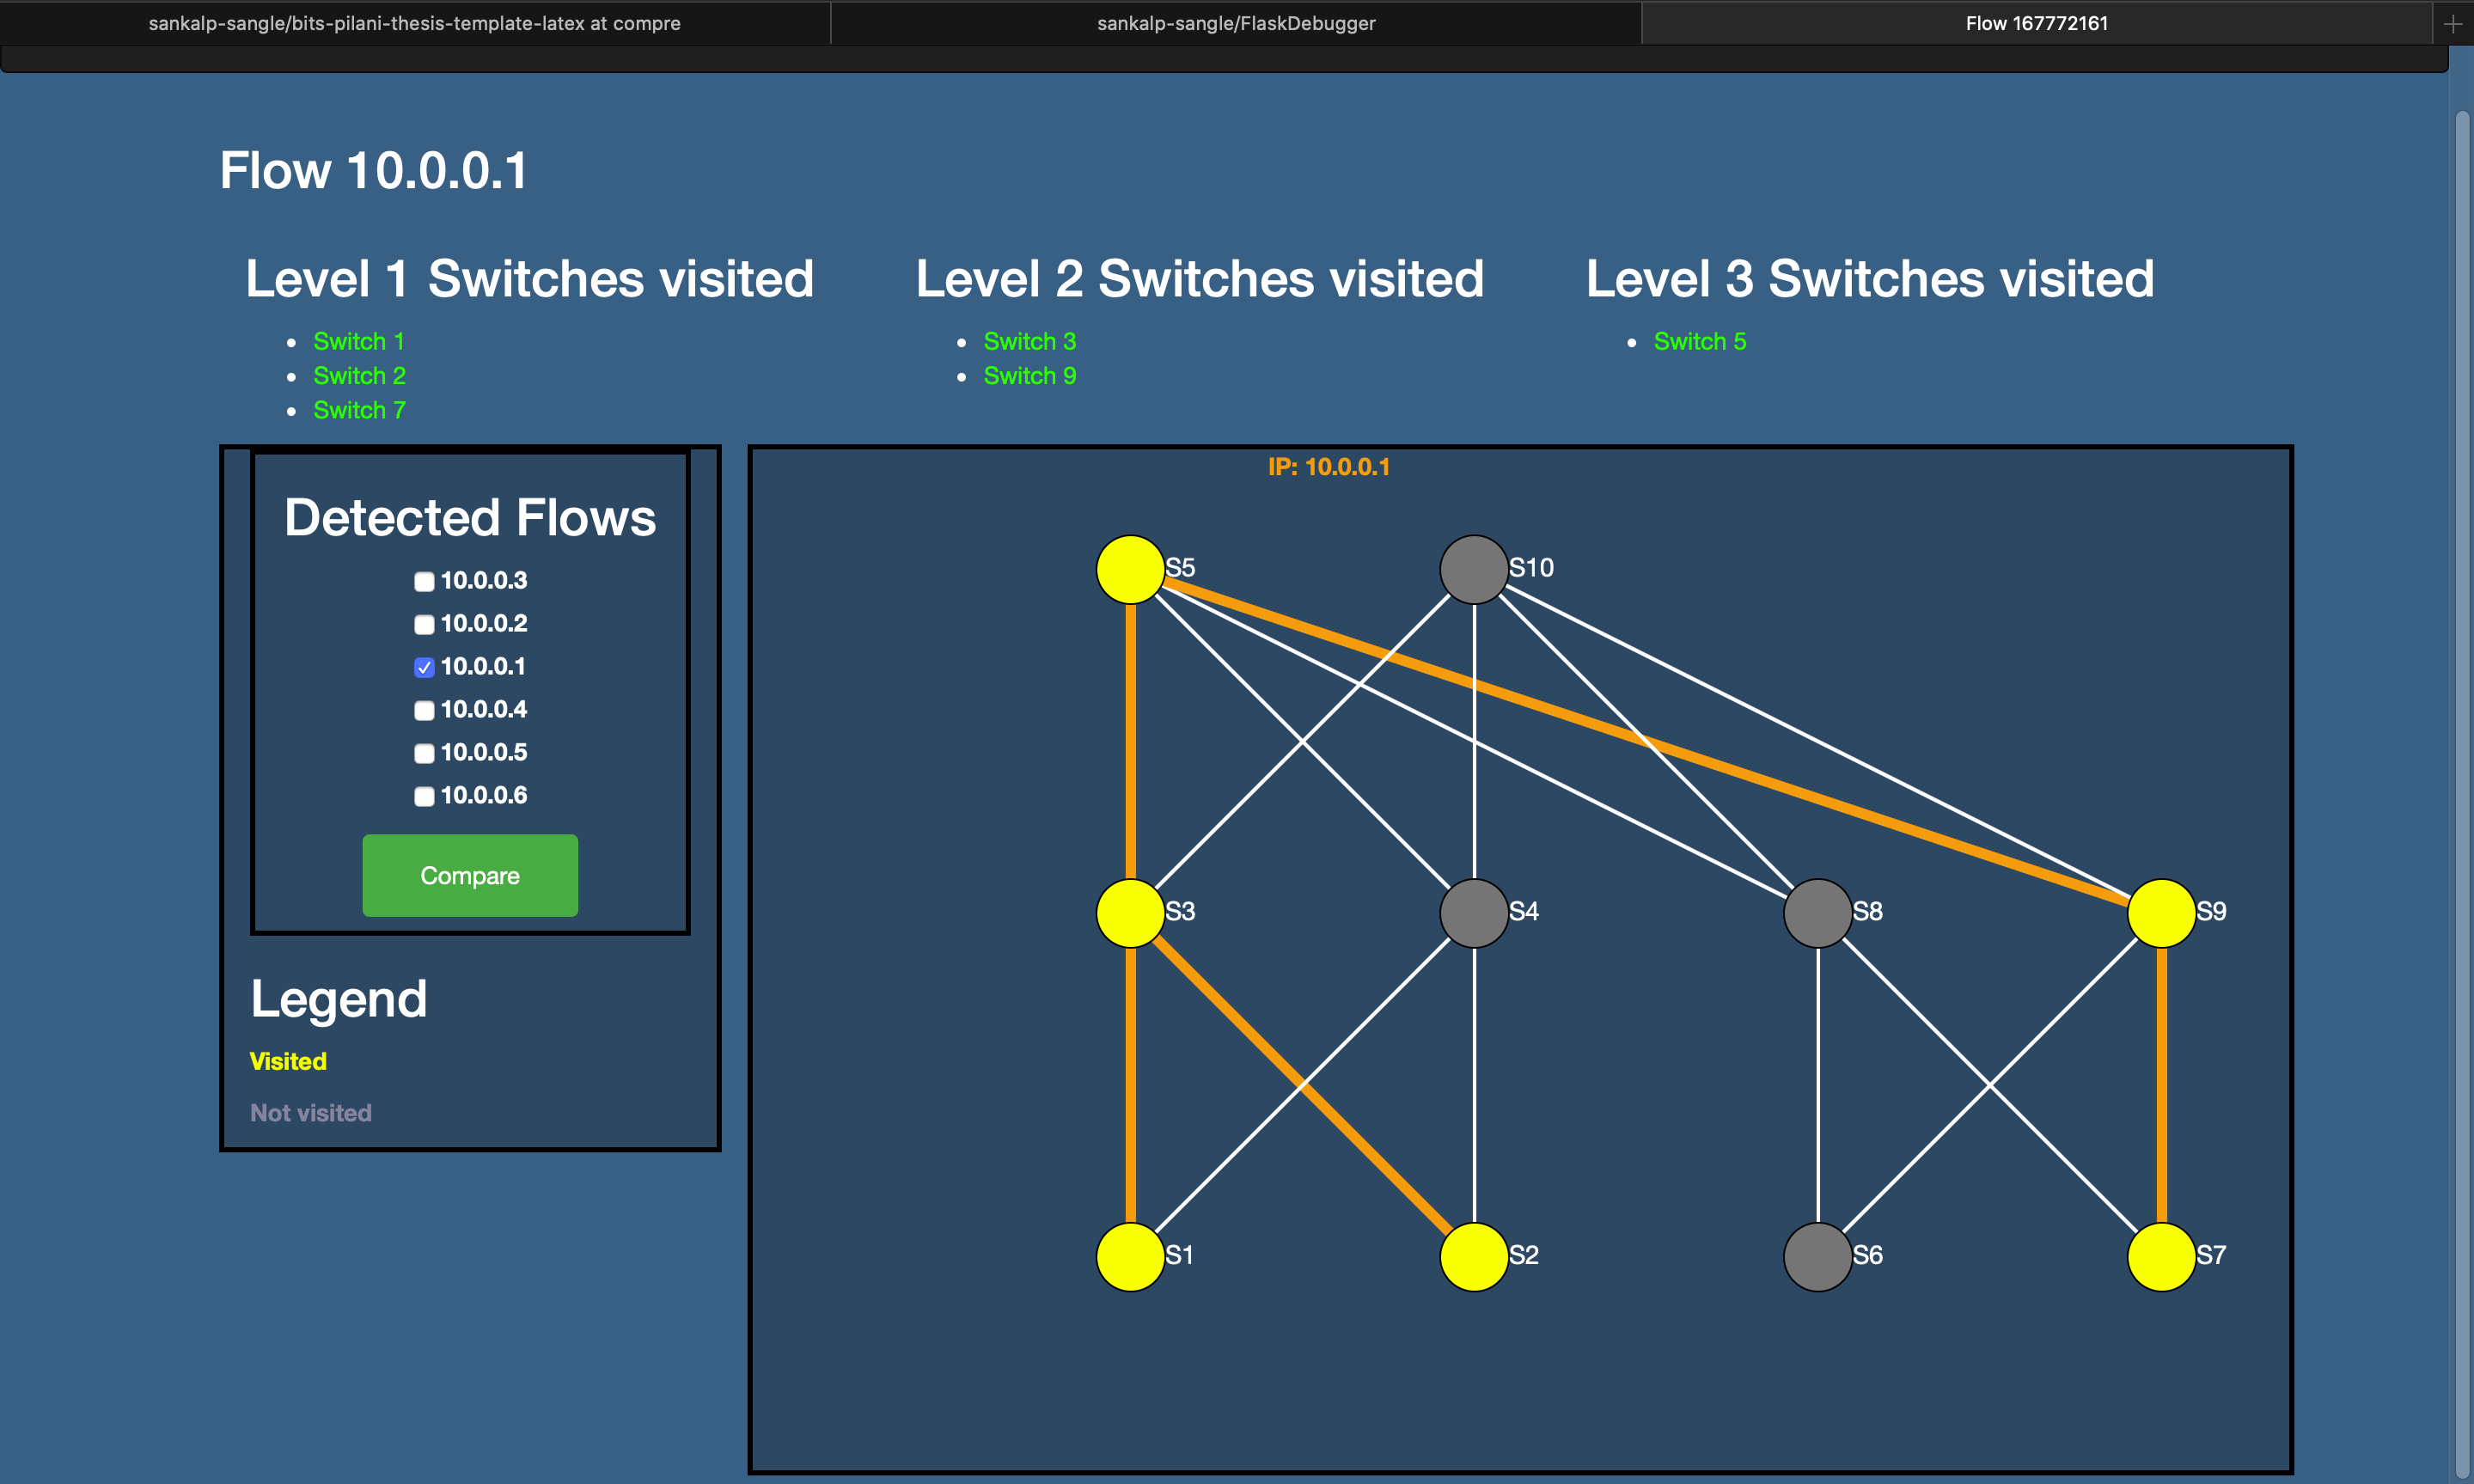 sankalp-sangle/bits-pilani-thesis-template-latex at compre
sankalp-sangle/FlaskDebugger
Flow 167772161
Flow 10.0.0.1
Level 1 Switches visited
Switch 1
Switch 2
Switch 7
Level 2 Switches visited
Switch 3
Switch 9
Level 3 Switches visited
Switch 5
Detected Flows
10.0.0.3
10.0.0.2
10.0.0.1
10.0.0.4
10.0.0.5
10.0.0.6
Compare
Legend
Visited
Not visited
IP: 10.0.0.1
S5 S10
S3 S4 S8 S9
S1 S2 S6 S7